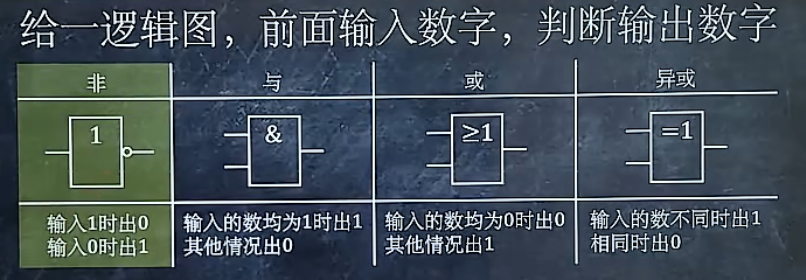 给一逻辑图，前面输入数字，判断输出数字
非 与 或 异或
1 & ≥1 =1
输入1时出0 输入的数均为1时出1 输入的数均为0时出0 输入的数不同时出1
输入0时出1 其他情况出0 其他情况出1 相同时出0